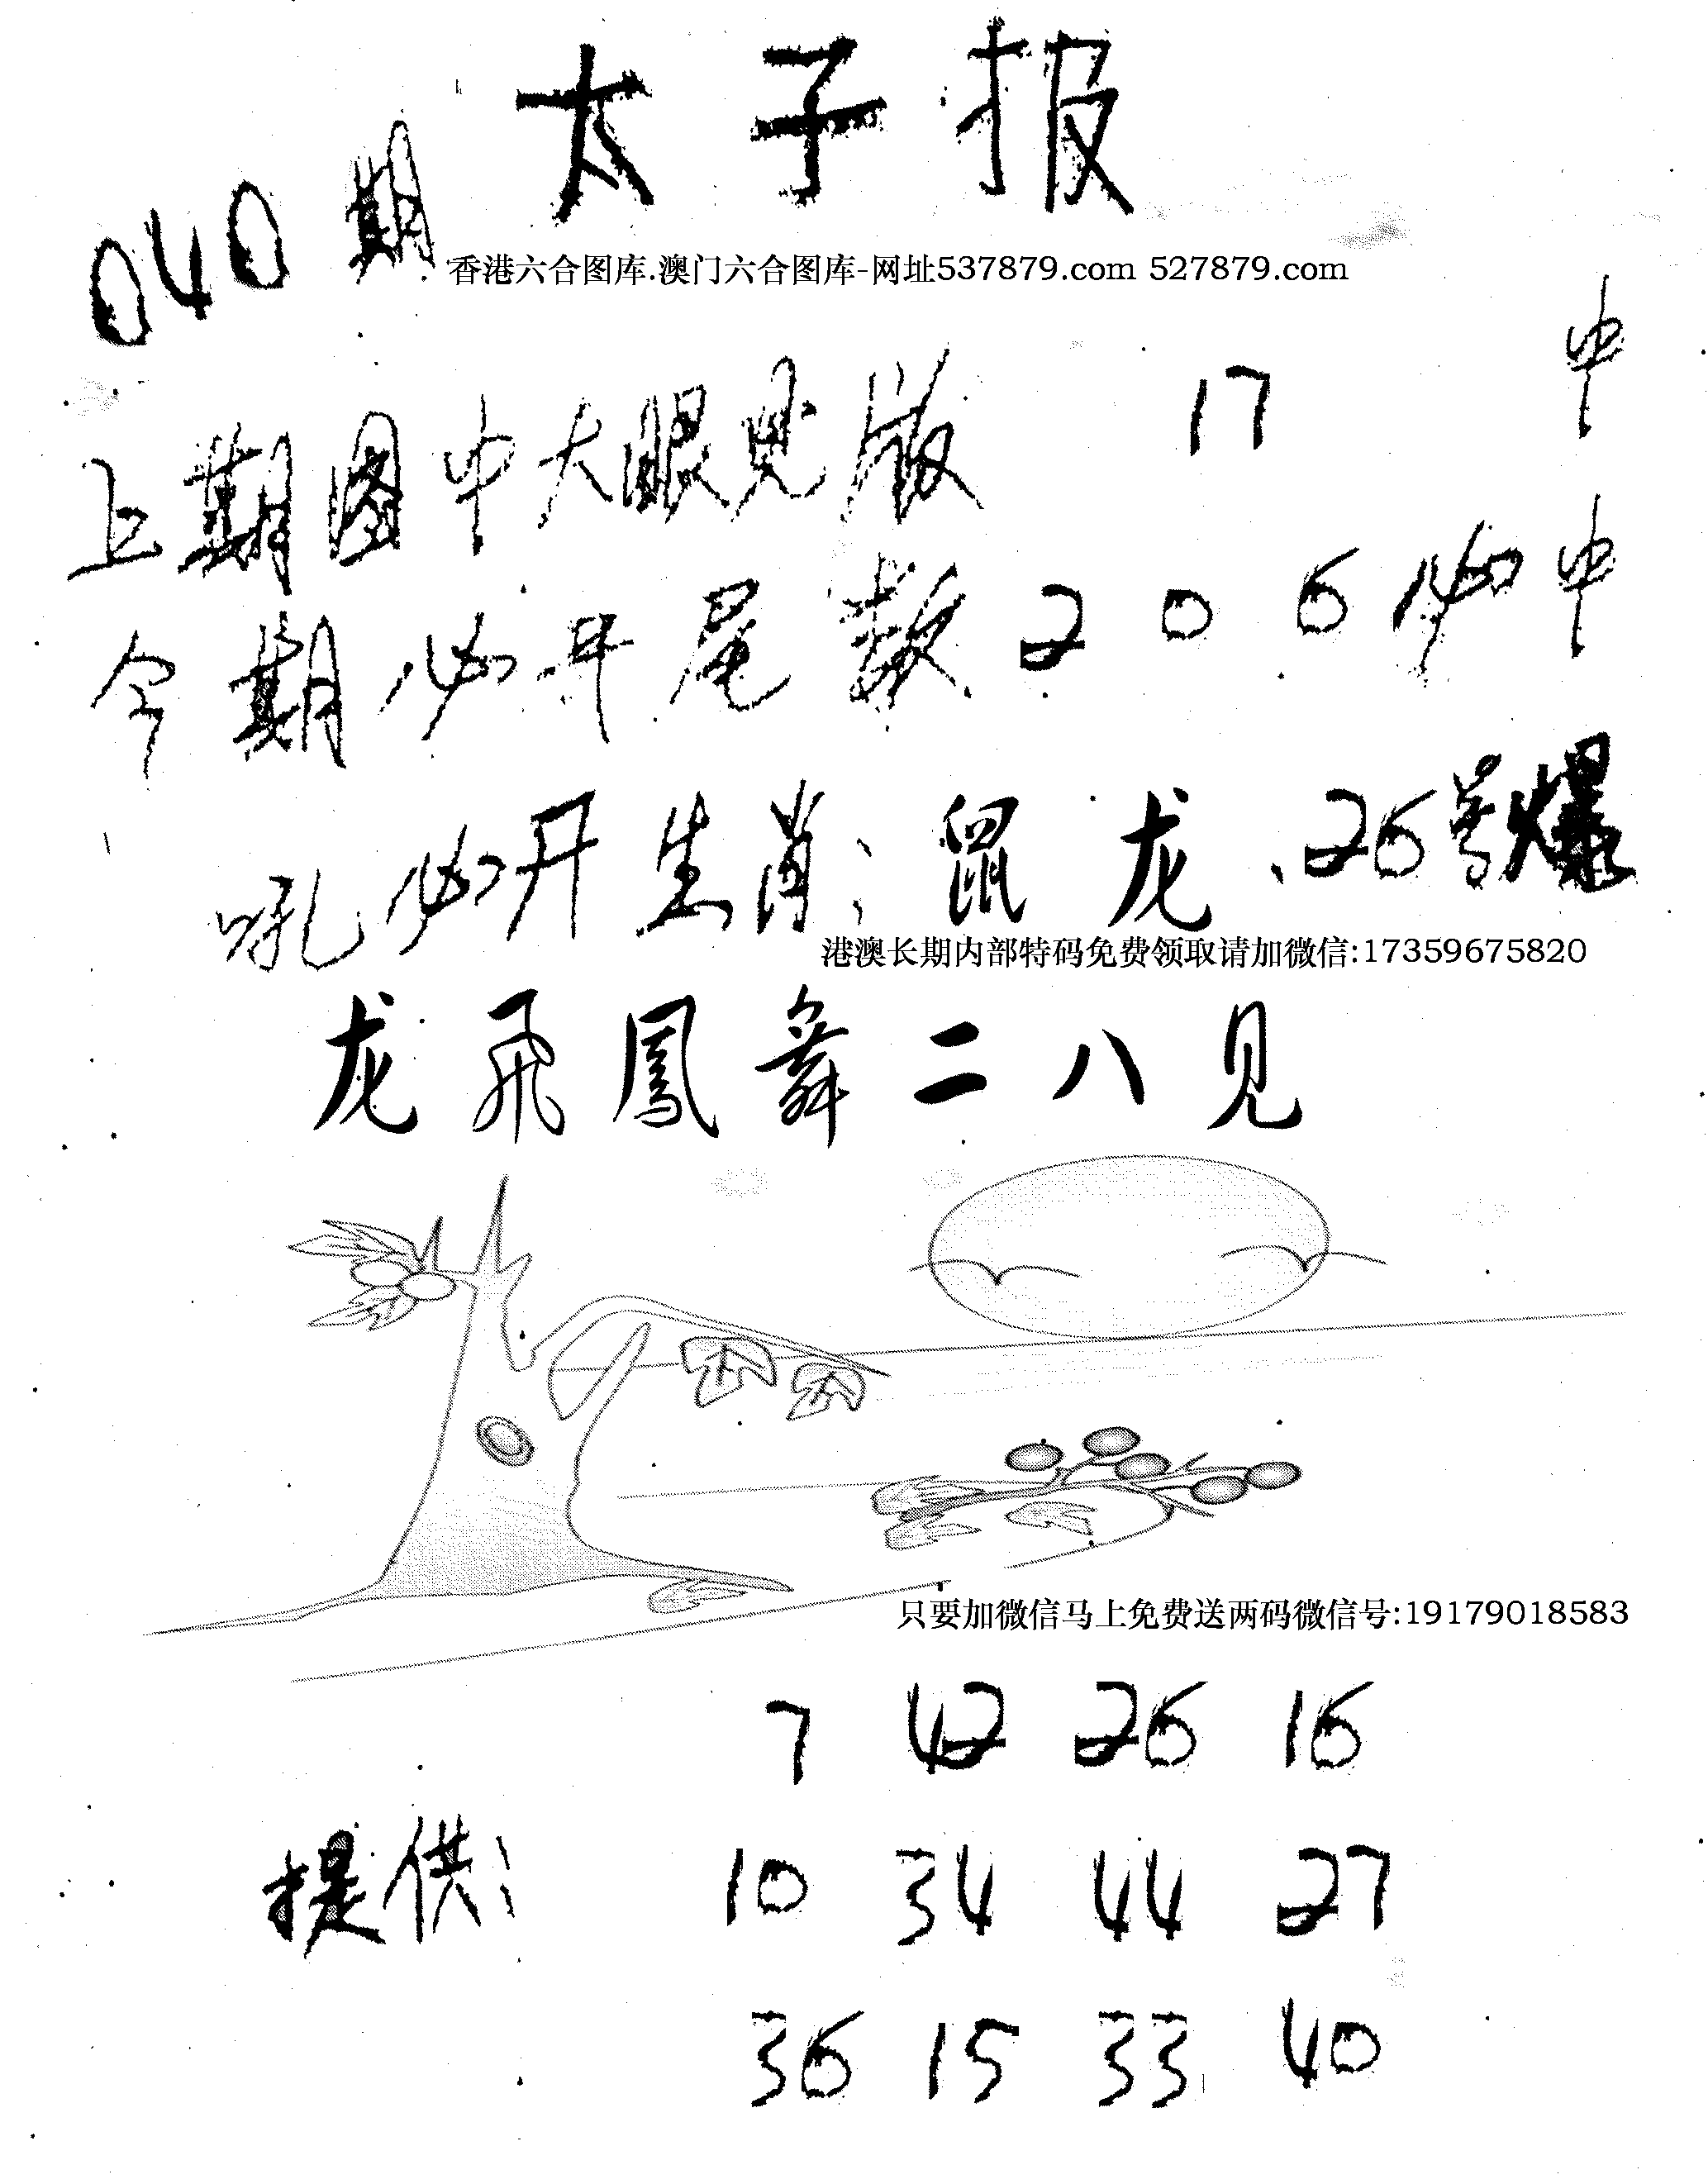 太子报
040期
香港六合图库.澳门六合图库-网址537879.com 527879.com
上期图中大眼见版 17 中
今期必开尾数 2 0 6 必中
吼必开生肖: 鼠 龙、26号爆
港澳长期内部特码免费领取请加微信:17359675820
龙飛鳳舞二八见
只要加微信马上免费送两码微信号:19179018583
7 42 26 16
提供: 10 34 44 27
36 15 33 40